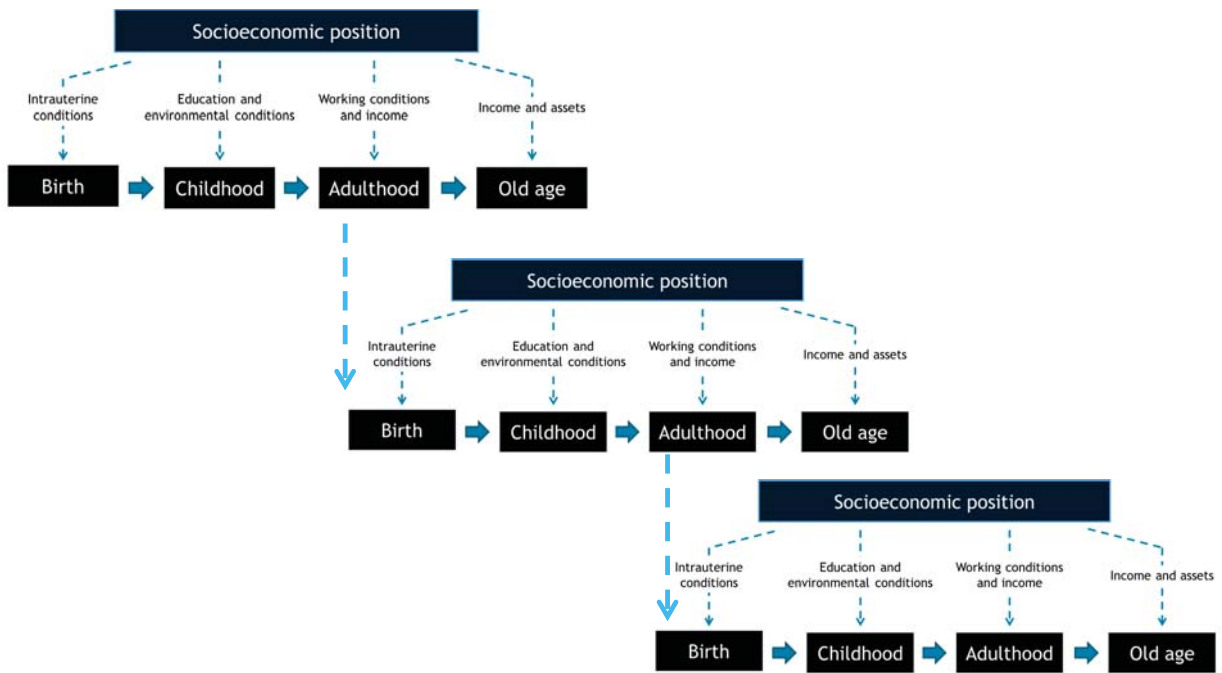 Socioeconomic position
Intrauterine
conditions
Education and
environmental conditions
Working conditions
and income
Income and assets
Birth
Childhood
Adulthood
Old age
Socioeconomic position
Intrauterine
conditions
Education and
environmental conditions
Working conditions
and income
Income and assets
Birth
Childhood
Adulthood
Old age
Socioeconomic position
Intrauterine
conditions
Education and
environmental conditions
Working conditions
and income
Income and assets
Birth
Childhood
Adulthood
Old age